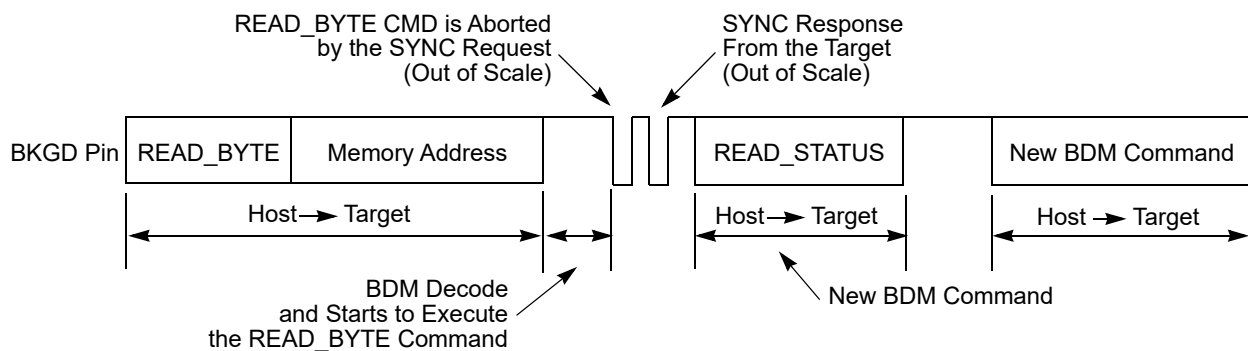 READ_BYTE CMD is Aborted
by the SYNC Request
(Out of Scale)
SYNC Response
From the Target
(Out of Scale)
BKGD Pin
READ_BYTE
Memory Address
READ_STATUS
New BDM Command
Host Target
Host Target
Host Target
BDM Decode
and Starts to Execute
the READ_BYTE Command
New BDM Command